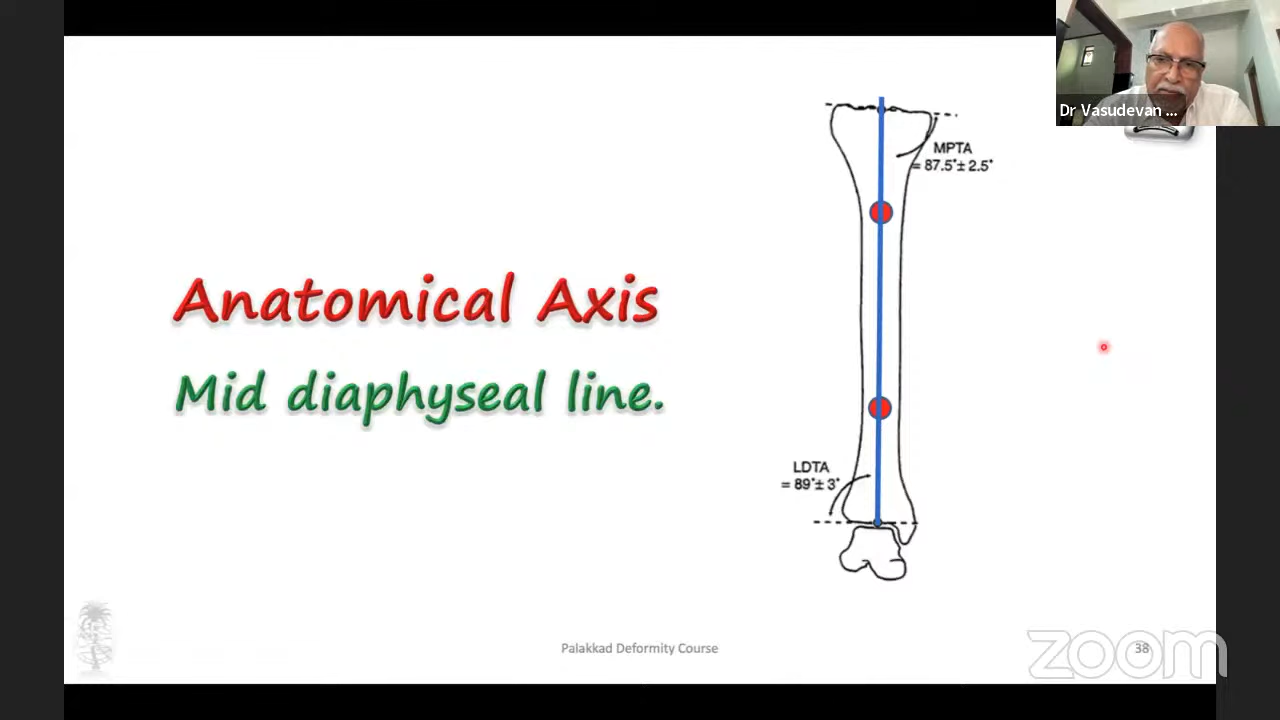 Dr Vasudevan ...
MPTA
= 87.5°± 2.5°
Anatomical Axis
Mid diaphyseal line.
LDTA
= 89°± 3°
Palakkad Deformity Course
38
zoom